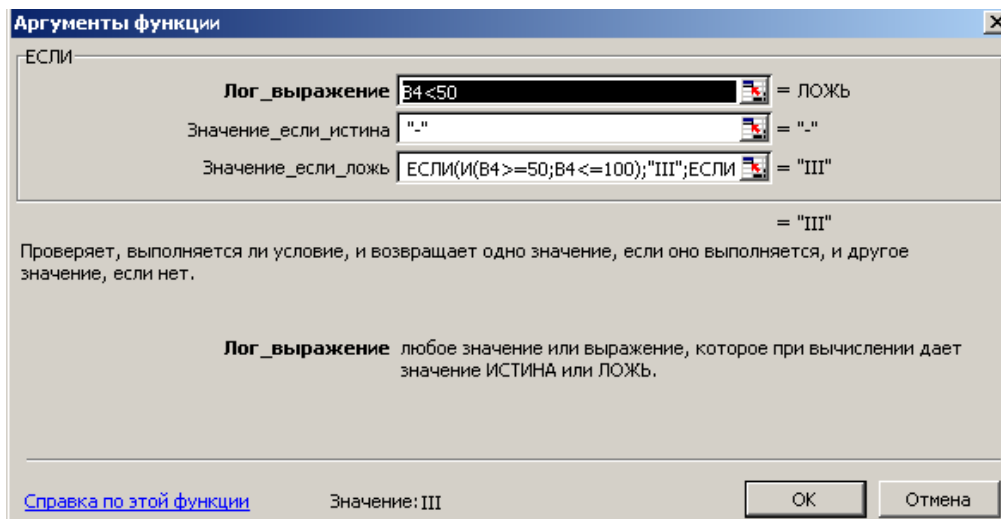 Аргументы функции
ЕСЛИ
Лог_выражение B4<50 = ЛОЖЬ
Значение_если_истина "-" = "-"
Значение_если_ложь ЕСЛИ(И(B4>=50;B4<=100);"III";ЕСЛИ = "III"
= "III"
Проверяет, выполняется ли условие, и возвращает одно значение, если оно выполняется, и другое
значение, если нет.
Лог_выражение любое значение или выражение, которое при вычислении дает
значение ИСТИНА или ЛОЖЬ.
Справка по этой функции Значение:III OK Отмена